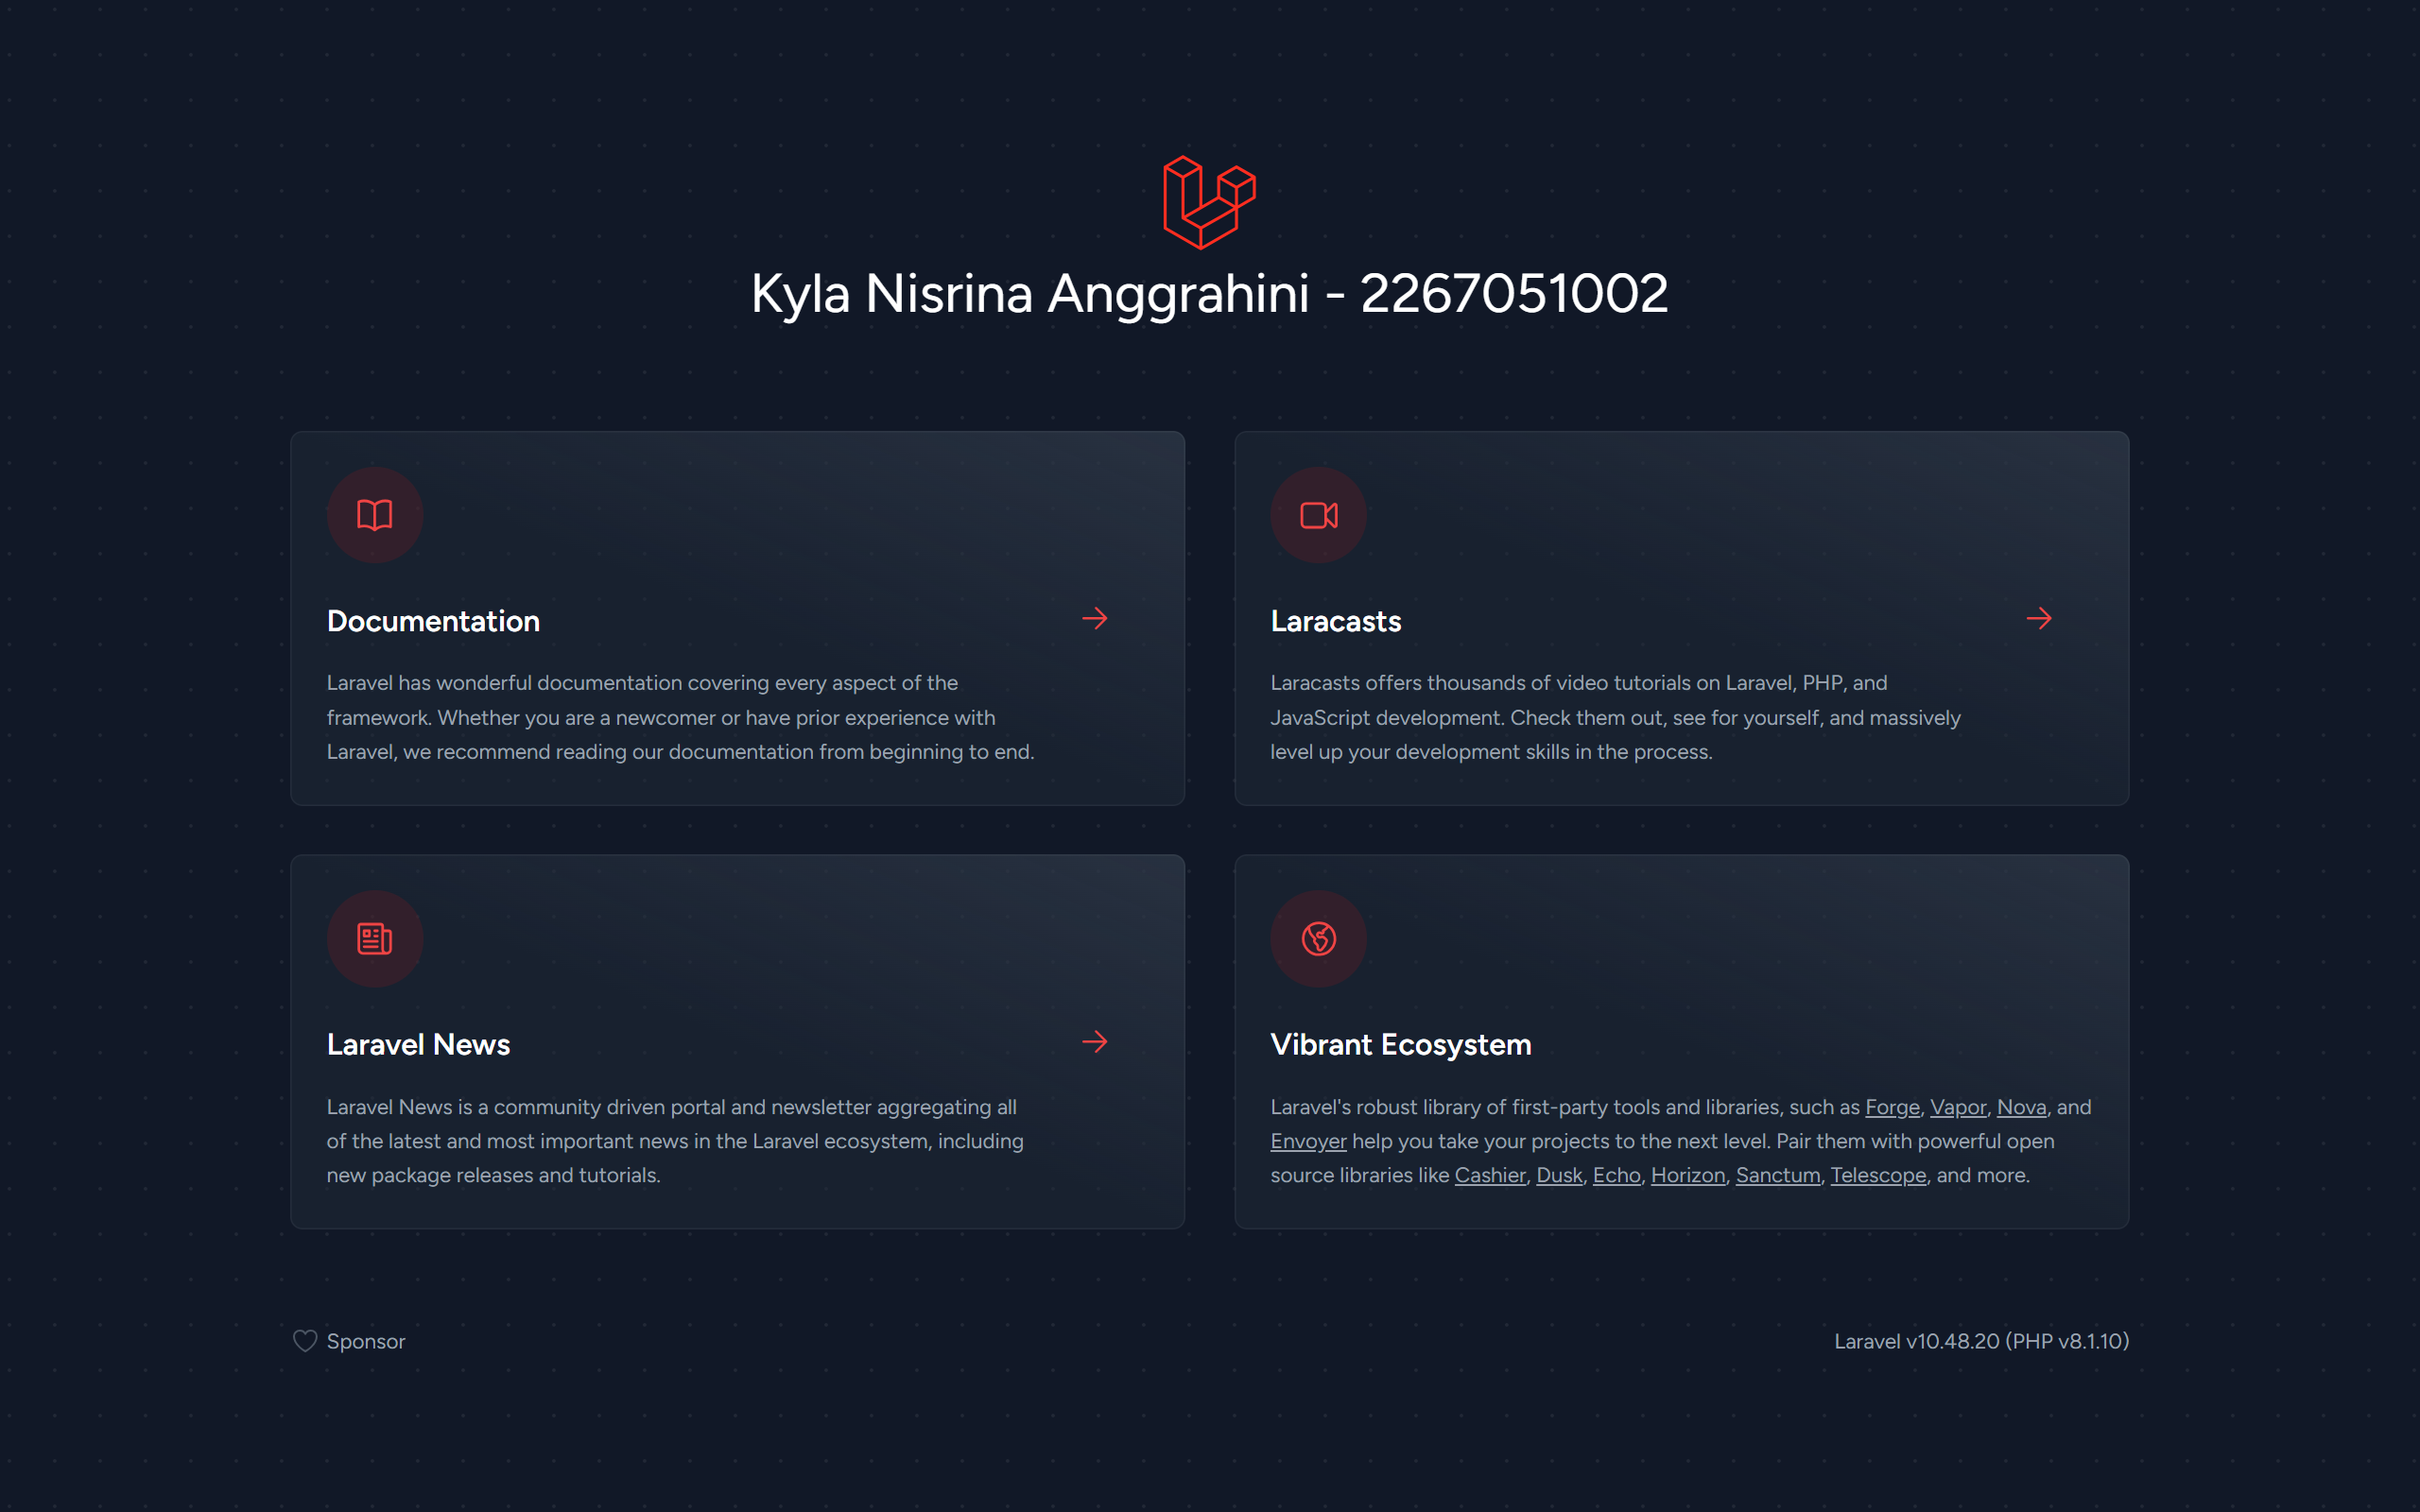 Kyla Nisrina Anggrahini - 2267051002
Documentation
Laravel has wonderful documentation covering every aspect of the
framework. Whether you are a newcomer or have prior experience with
Laravel, we recommend reading our documentation from beginning to end.
Laracasts
Laracasts offers thousands of video tutorials on Laravel, PHP, and
JavaScript development. Check them out, see for yourself, and massively
level up your development skills in the process.
Laravel News
Laravel News is a community driven portal and newsletter aggregating all
of the latest and most important news in the Laravel ecosystem, including
new package releases and tutorials.
Vibrant Ecosystem
Laravel's robust library of first-party tools and libraries, such as Forge, Vapor, Nova, and
Envoyer help you take your projects to the next level. Pair them with powerful open
source libraries like Cashier, Dusk, Echo, Horizon, Sanctum, Telescope, and more.
Sponsor
Laravel v10.48.20 (PHP v8.1.10)